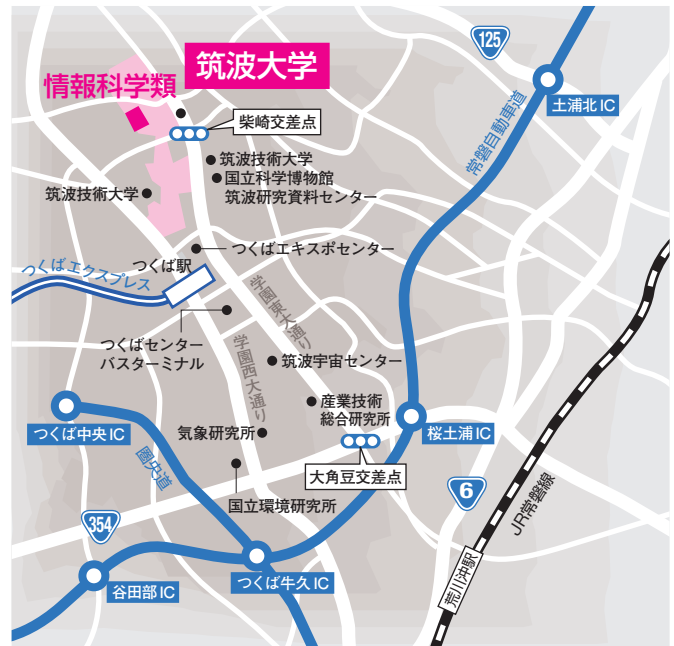 125
筑波大学
情報科学類
土浦北IC
柴崎交差点
常磐自動車道
筑波技術大学
国立科学博物館
筑波研究資料センター
筑波技術大学
つくばエキスポセンター
つくば駅
つくばエクスプレス
学園東大通り
つくばセンター
バスターミナル
学園西大通り
筑波宇宙センター
産業技術
総合研究所
つくば中央IC
気象研究所
桜土浦IC
大角豆交差点
圏央道
国立環境研究所
6
JR常磐線
354
荒川沖駅
つくば牛久IC
谷田部IC